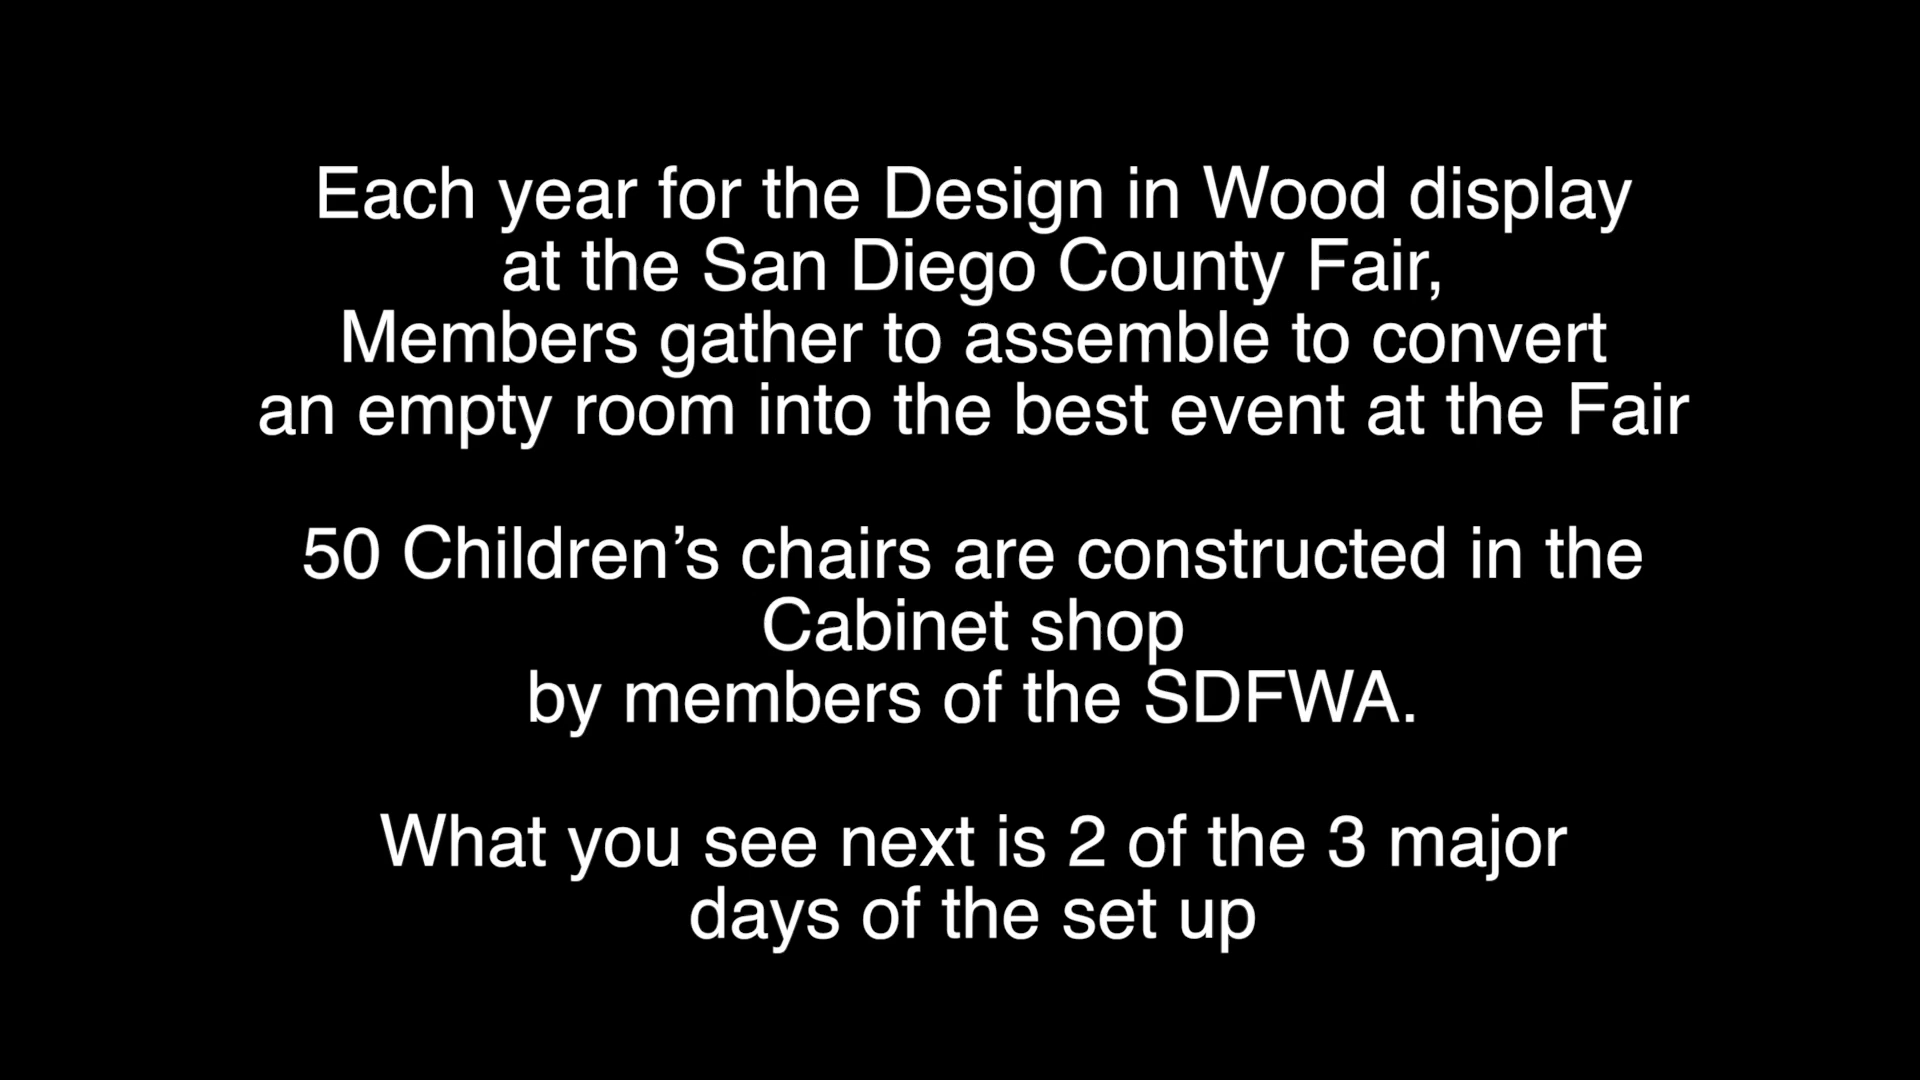 Each year for the Design in Wood display
at the San Diego County Fair,
Members gather to assemble to convert
an empty room into the best event at the Fair
50 Children’s chairs are constructed in the
Cabinet shop
by members of the SDFWA.
What you see next is 2 of the 3 major
days of the set up